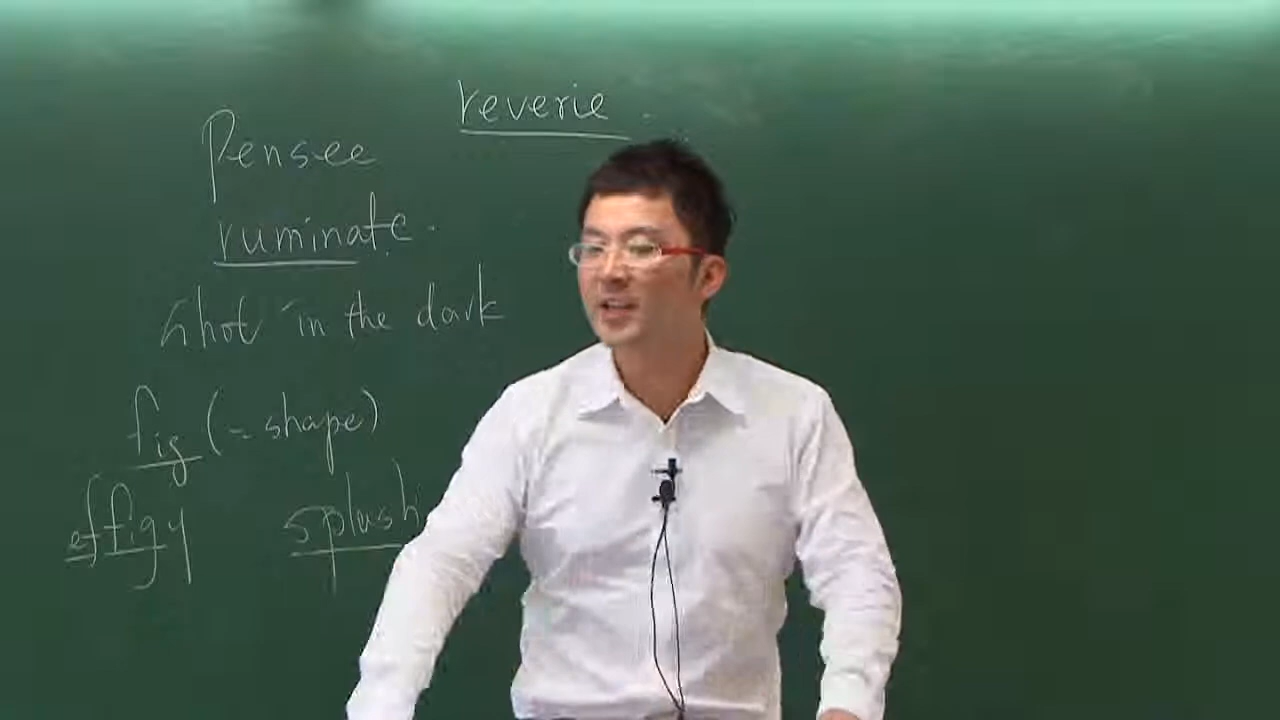 reverie.
Pensee
ruminate.
shot in the dark
fig (= shape)
effigy
splash